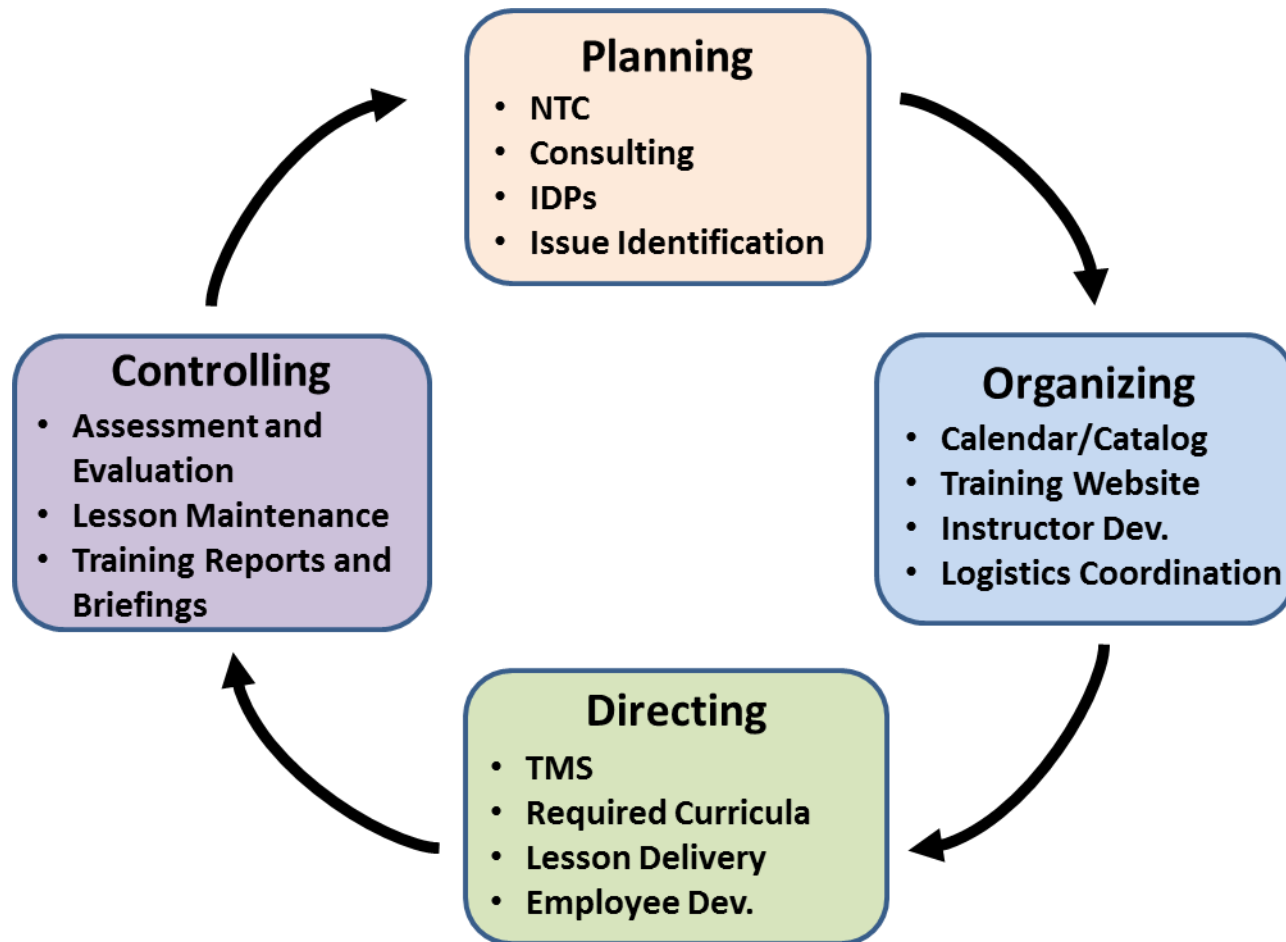 Planning
• NTC
• Consulting
• IDPs
• Issue Identification
Organizing
• Calendar/Catalog
• Training Website
• Instructor Dev.
• Logistics Coordination
Directing
• TMS
• Required Curricula
• Lesson Delivery
• Employee Dev.
Controlling
• Assessment and
Evaluation
• Lesson Maintenance
• Training Reports and
Briefings